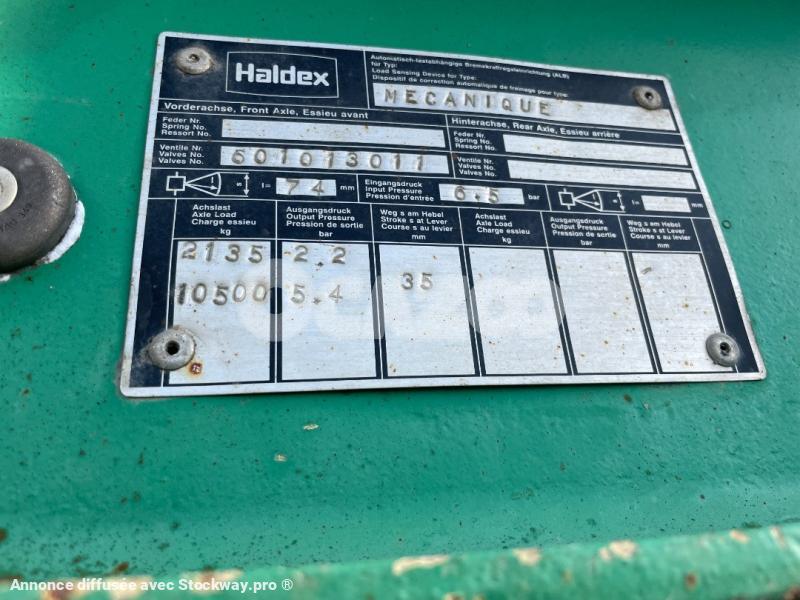 Haldex
Automatisch-lastabhängige Bremskraftregeleinrichtung (ALB)
für Typ:
Load Sensing Device for Type:
Dispositif de correction automatique de freinage pour type:
MECANIQUE
Vorderachse, Front Axle, Essieu avant
Hinterachse, Rear Axle, Essieu arrière
Feder Nr.
Spring No.
Ressort No.
Feder Nr.
Spring No.
Ressort No.
Ventile Nr.
Valves No.
Valves No.
601013011
Ventile Nr.
Valves No.
Valves No.
s l= 74 mm
Eingangsdruck
Input Pressure
Pression d'entrée
6.5 bar
s l= mm
Achslast
Axle Load
Charge essieu
kg
Ausgangsdruck
Output Pressure
Pression de sortie
bar
Weg s am Hebel
Stroke s at Lever
Course s au levier
mm
Achslast
Axle Load
Charge essieu
kg
Ausgangsdruck
Output Pressure
Pression de sortie
bar
Weg s am Hebel
Stroke s at Lever
Course s au levier
mm
2135 2.2
10500 5.4 35
Annonce diffusée avec Stockway.pro ®